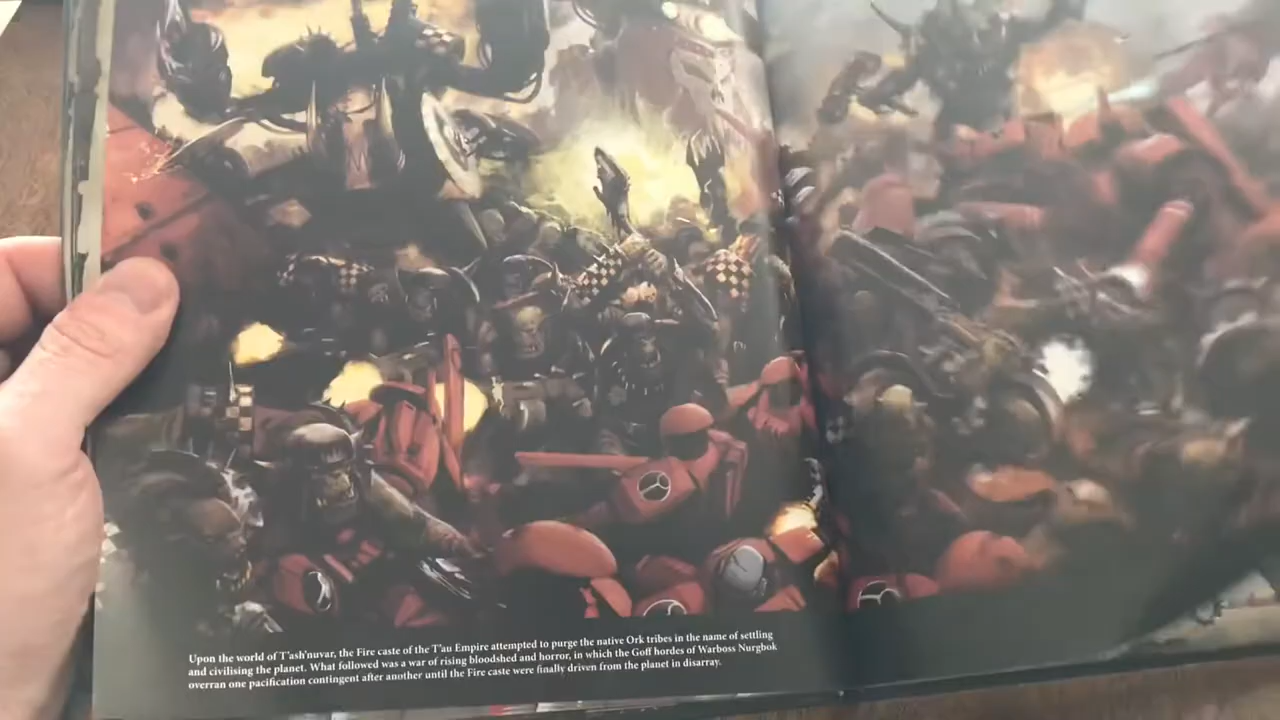 Upon the world of T'ash'nuvar, the Fire caste of the T'au Empire attempted to purge the native Ork tribes in the name of settling
and civilising the planet. What followed was a war of rising bloodshed and horror, in which the Goff hordes of Warboss Nurgbok
overran one pacification contingent after another until the Fire caste were finally driven from the planet in disarray.